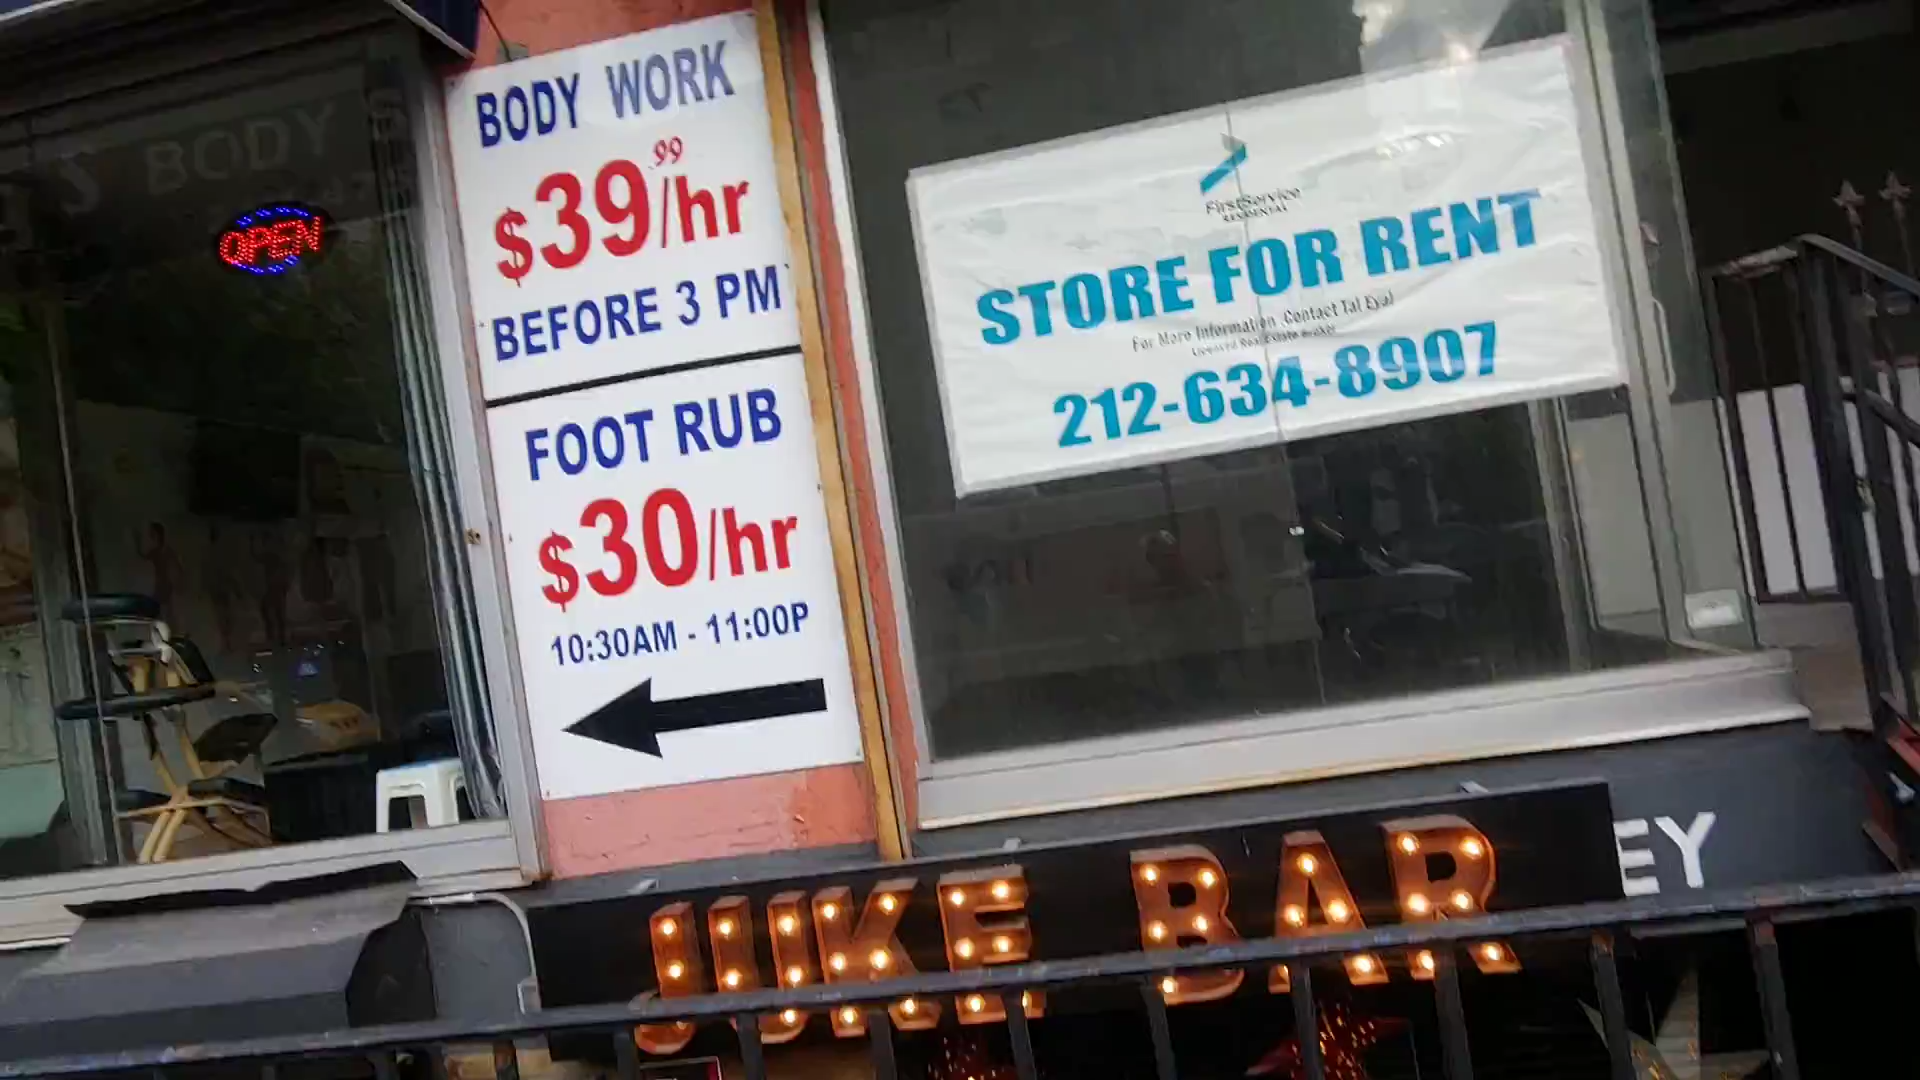 BODY S
OPEN
BODY WORK
$39.99/hr
BEFORE 3 PM
FOOT RUB
$30/hr
10:30AM - 11:00P
FirstService
RESIDENTIAL
STORE FOR RENT
For More Information Contact Tal Eyal
Licensed Real Estate Broker
212-634-8907
JUKE BAR
EY